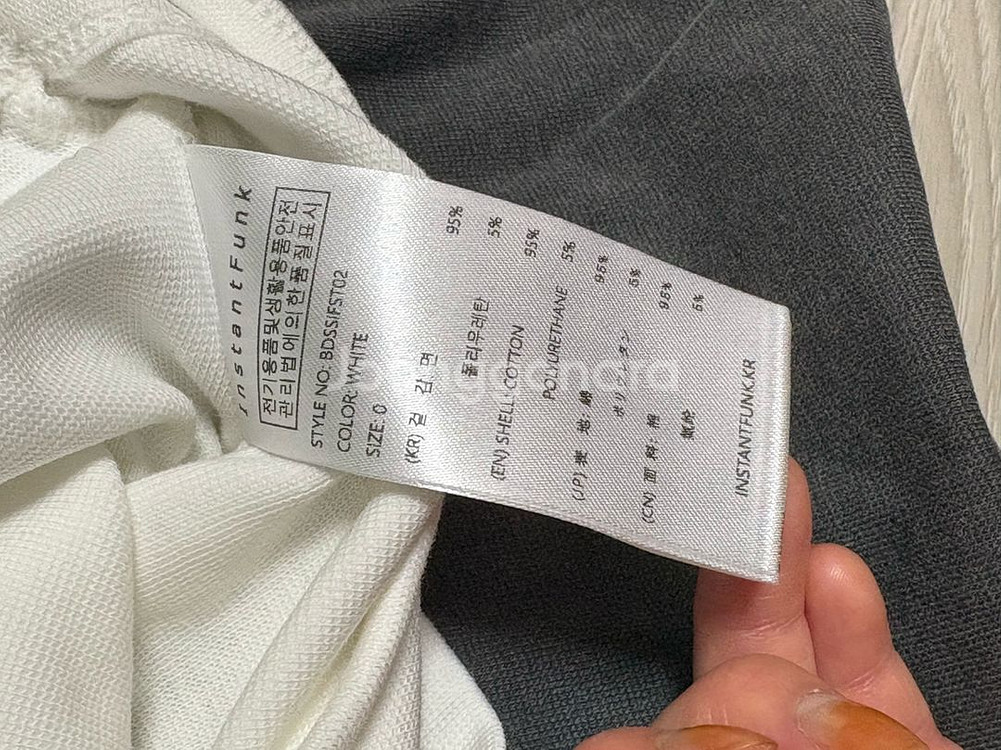 InstantFunk
전기용품및생활용품안전
관리법에의한품질표시
STYLE NO: BDSSIFST02
COLOR: WHITE
SIZE: 0
(KR) 겉 감 면 95%
폴리우레탄 5%
(EN) SHELL: COTTON 95%
POLYURETHANE 5%
(JP) 表 地: 綿 95%
ポリウレタン 5%
(CN) 面 料: 棉 95%
氨纶 5%
INSTANTFUNK.KR